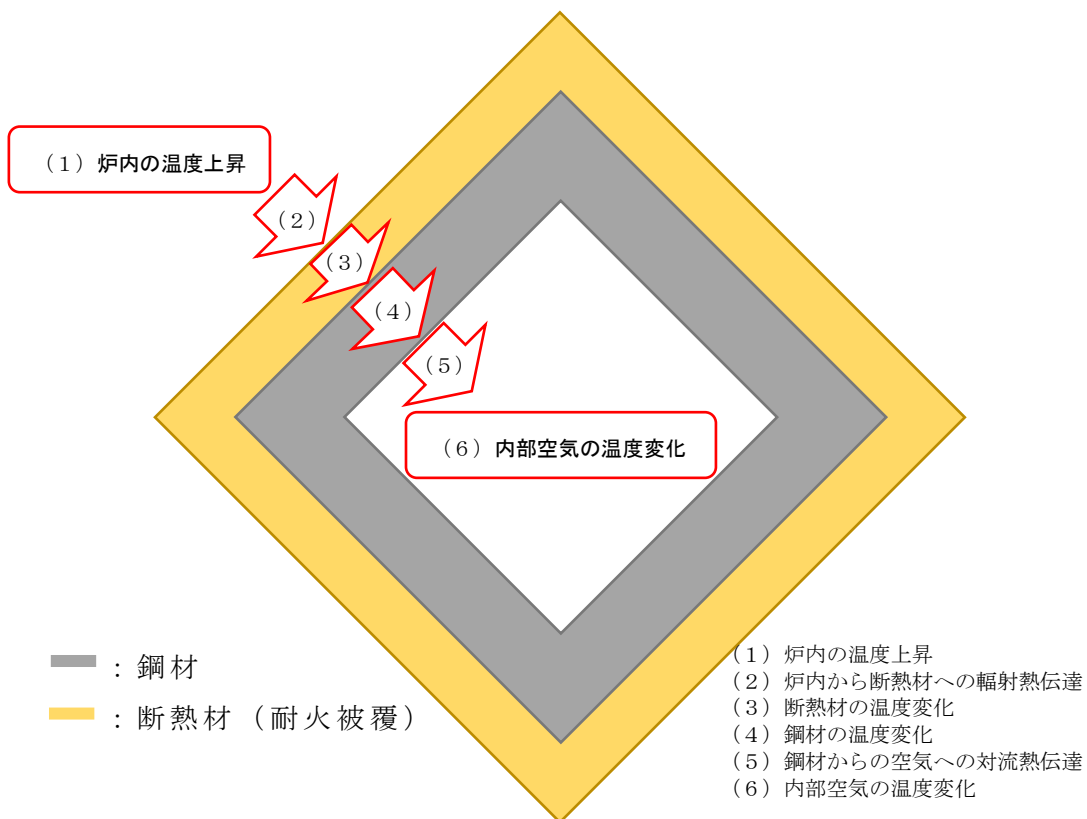 （１）炉内の温度上昇
（２）
（３）
（４）
（５）
（６）内部空気の温度変化
：鋼材
：断熱材（耐火被覆）
（１）炉内の温度上昇
（２）炉内から断熱材への輻射熱伝達
（３）断熱材の温度変化
（４）鋼材の温度変化
（５）鋼材からの空気への対流熱伝達
（６）内部空気の温度変化